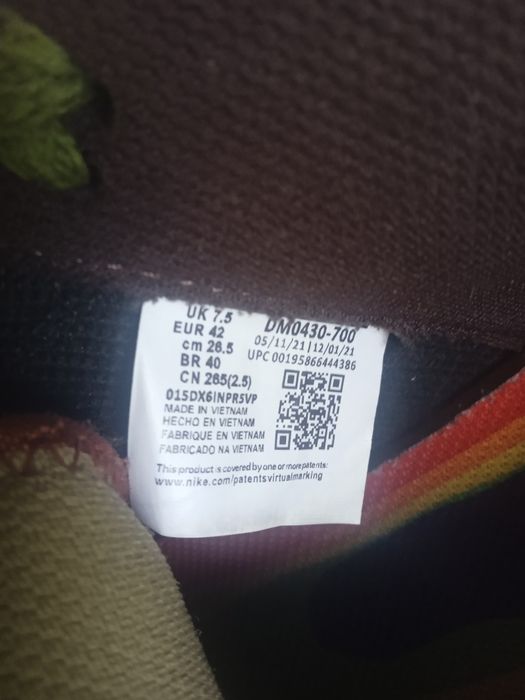 UK 7.5
EUR 42
cm 26.5
BR 40
CN 265(2.5)
015DX6INPR5VP
MADE IN VIETNAM
HECHO EN VIETNAM
FABRIQUE EN VIETNAM
FABRICADO NA VIETNAM
DM0430-700
05/11/21|12/01/21
UPC 00195866444386
This product is covered by one or more patents:
www.nike.com/patentsvirtualmarking